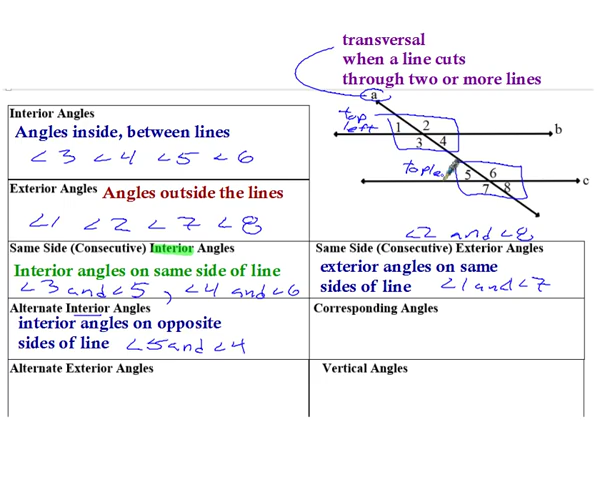 transversal
when a line cuts
through two or more lines
a
top
left
1
2
3
4
b
5
6
7
8
c
Interior Angles
Angles inside, between lines
<3 <4 <5 <6
Exterior Angles Angles outside the lines
<1 <2 <7 <8
<2 and <8
Same Side (Consecutive) Interior Angles
Interior angles on same side of line
<3 and <5, <4 and <6
Same Side (Consecutive) Exterior Angles
exterior angles on same
sides of line <1 and <7
Alternate Interior Angles
interior angles on opposite
sides of line <5 and <4
Corresponding Angles
Alternate Exterior Angles
Vertical Angles